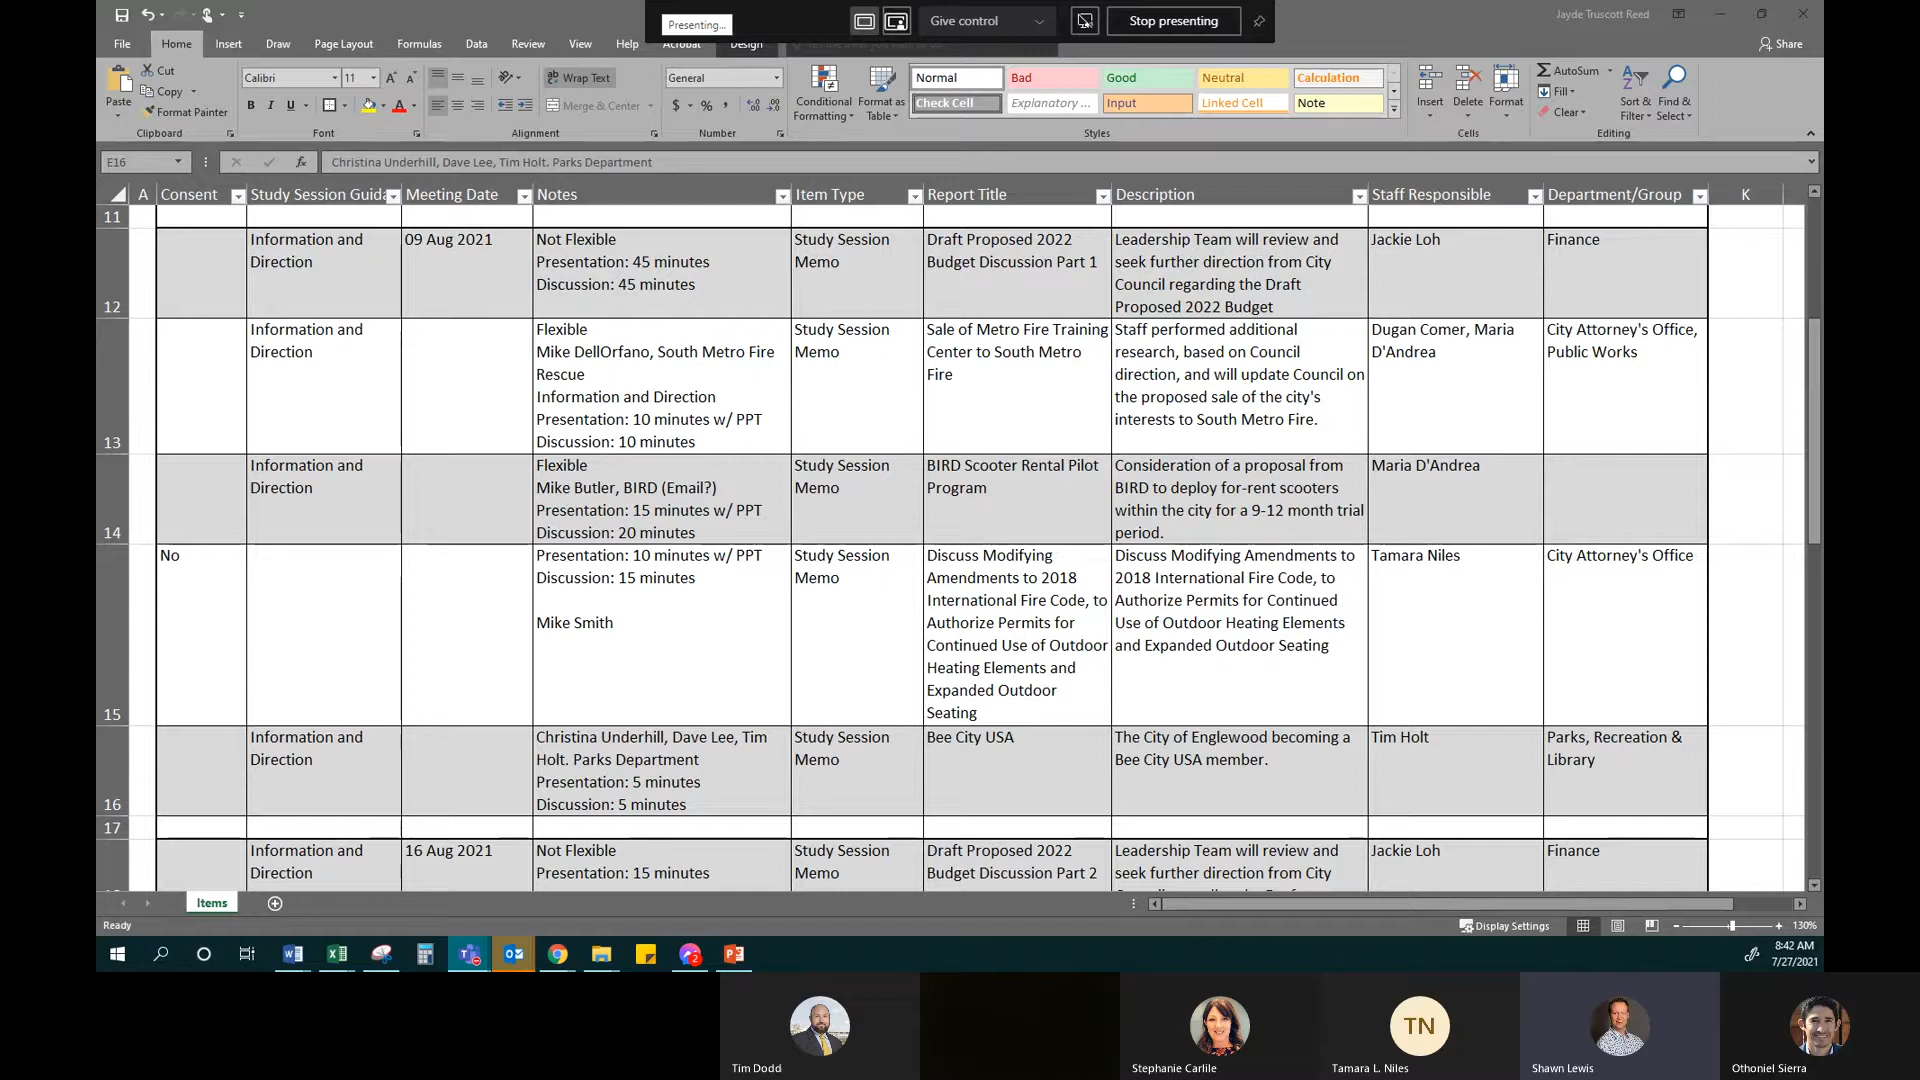 Presenting...
Give control
Stop presenting
Jayde Truscott Reed
File Home Insert Draw Page Layout Formulas Data Review View Help Acrobat Design
Share
Cut
Copy
Format Painter
Paste
Calibri 11
B I U
Wrap Text
Merge & Center
General
$ % ,
Conditional Formatting
Format as Table
Normal Bad Good Neutral Calculation
Check Cell Explanatory ... Input Linked Cell Note
Insert Delete Format
AutoSum
Fill
Clear
Sort & Filter
Find & Select
Clipboard Font Alignment Number Styles Cells Editing
E16
fx
Christina Underhill, Dave Lee, Tim Holt. Parks Department
A Consent Study Session Guida Meeting Date Notes Item Type Report Title Description Staff Responsible Department/Group K
11
12
Information and
Direction
09 Aug 2021
Not Flexible
Presentation: 45 minutes
Discussion: 45 minutes
Study Session
Memo
Draft Proposed 2022
Budget Discussion Part 1
Leadership Team will review and
seek further direction from City
Council regarding the Draft
Proposed 2022 Budget
Jackie Loh
Finance
13
Information and
Direction
Flexible
Mike DellOrfano, South Metro Fire
Rescue
Information and Direction
Presentation: 10 minutes w/ PPT
Discussion: 10 minutes
Study Session
Memo
Sale of Metro Fire Training
Center to South Metro
Fire
Staff performed additional
research, based on Council
direction, and will update Council on
the proposed sale of the city's
interests to South Metro Fire.
Dugan Comer, Maria
D'Andrea
City Attorney's Office,
Public Works
14
Information and
Direction
Flexible
Mike Butler, BIRD (Email?)
Presentation: 15 minutes w/ PPT
Discussion: 20 minutes
Study Session
Memo
BIRD Scooter Rental Pilot
Program
Consideration of a proposal from
BIRD to deploy for-rent scooters
within the city for a 9-12 month trial
period.
Maria D'Andrea
15
No
Presentation: 10 minutes w/ PPT
Discussion: 15 minutes
Mike Smith
Study Session
Memo
Discuss Modifying
Amendments to 2018
International Fire Code, to
Authorize Permits for
Continued Use of Outdoor
Heating Elements and
Expanded Outdoor
Seating
Discuss Modifying Amendments to
2018 International Fire Code, to
Authorize Permits for Continued
Use of Outdoor Heating Elements
and Expanded Outdoor Seating
Tamara Niles
City Attorney's Office
16
Information and
Direction
Christina Underhill, Dave Lee, Tim
Holt. Parks Department
Presentation: 5 minutes
Discussion: 5 minutes
Study Session
Memo
Bee City USA
The City of Englewood becoming a
Bee City USA member.
Tim Holt
Parks, Recreation &
Library
17
Information and
Direction
16 Aug 2021
Not Flexible
Presentation: 15 minutes
Study Session
Memo
Draft Proposed 2022
Budget Discussion Part 2
Leadership Team will review and
seek further direction from City
Jackie Loh
Finance
Items
Ready
Display Settings
130%
8:42 AM
7/27/2021
TN
Tim Dodd
Stephanie Carlile
Tamara L. Niles
Shawn Lewis
Othoniel Sierra